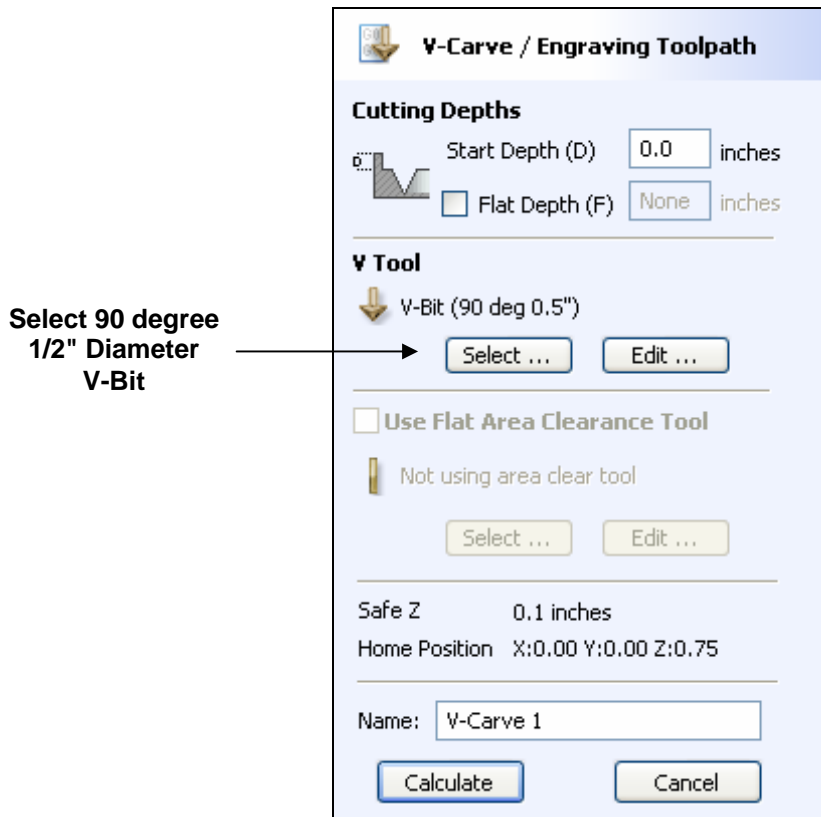 V-Carve / Engraving Toolpath
Cutting Depths
D
Start Depth (D) 0.0 inches
Flat Depth (F) None inches
V Tool
V-Bit (90 deg 0.5")
Select 90 degree
1/2" Diameter
V-Bit
Select ... Edit ...
Use Flat Area Clearance Tool
Not using area clear tool
Select ... Edit ...
Safe Z 0.1 inches
Home Position X:0.00 Y:0.00 Z:0.75
Name: V-Carve 1
Calculate Cancel